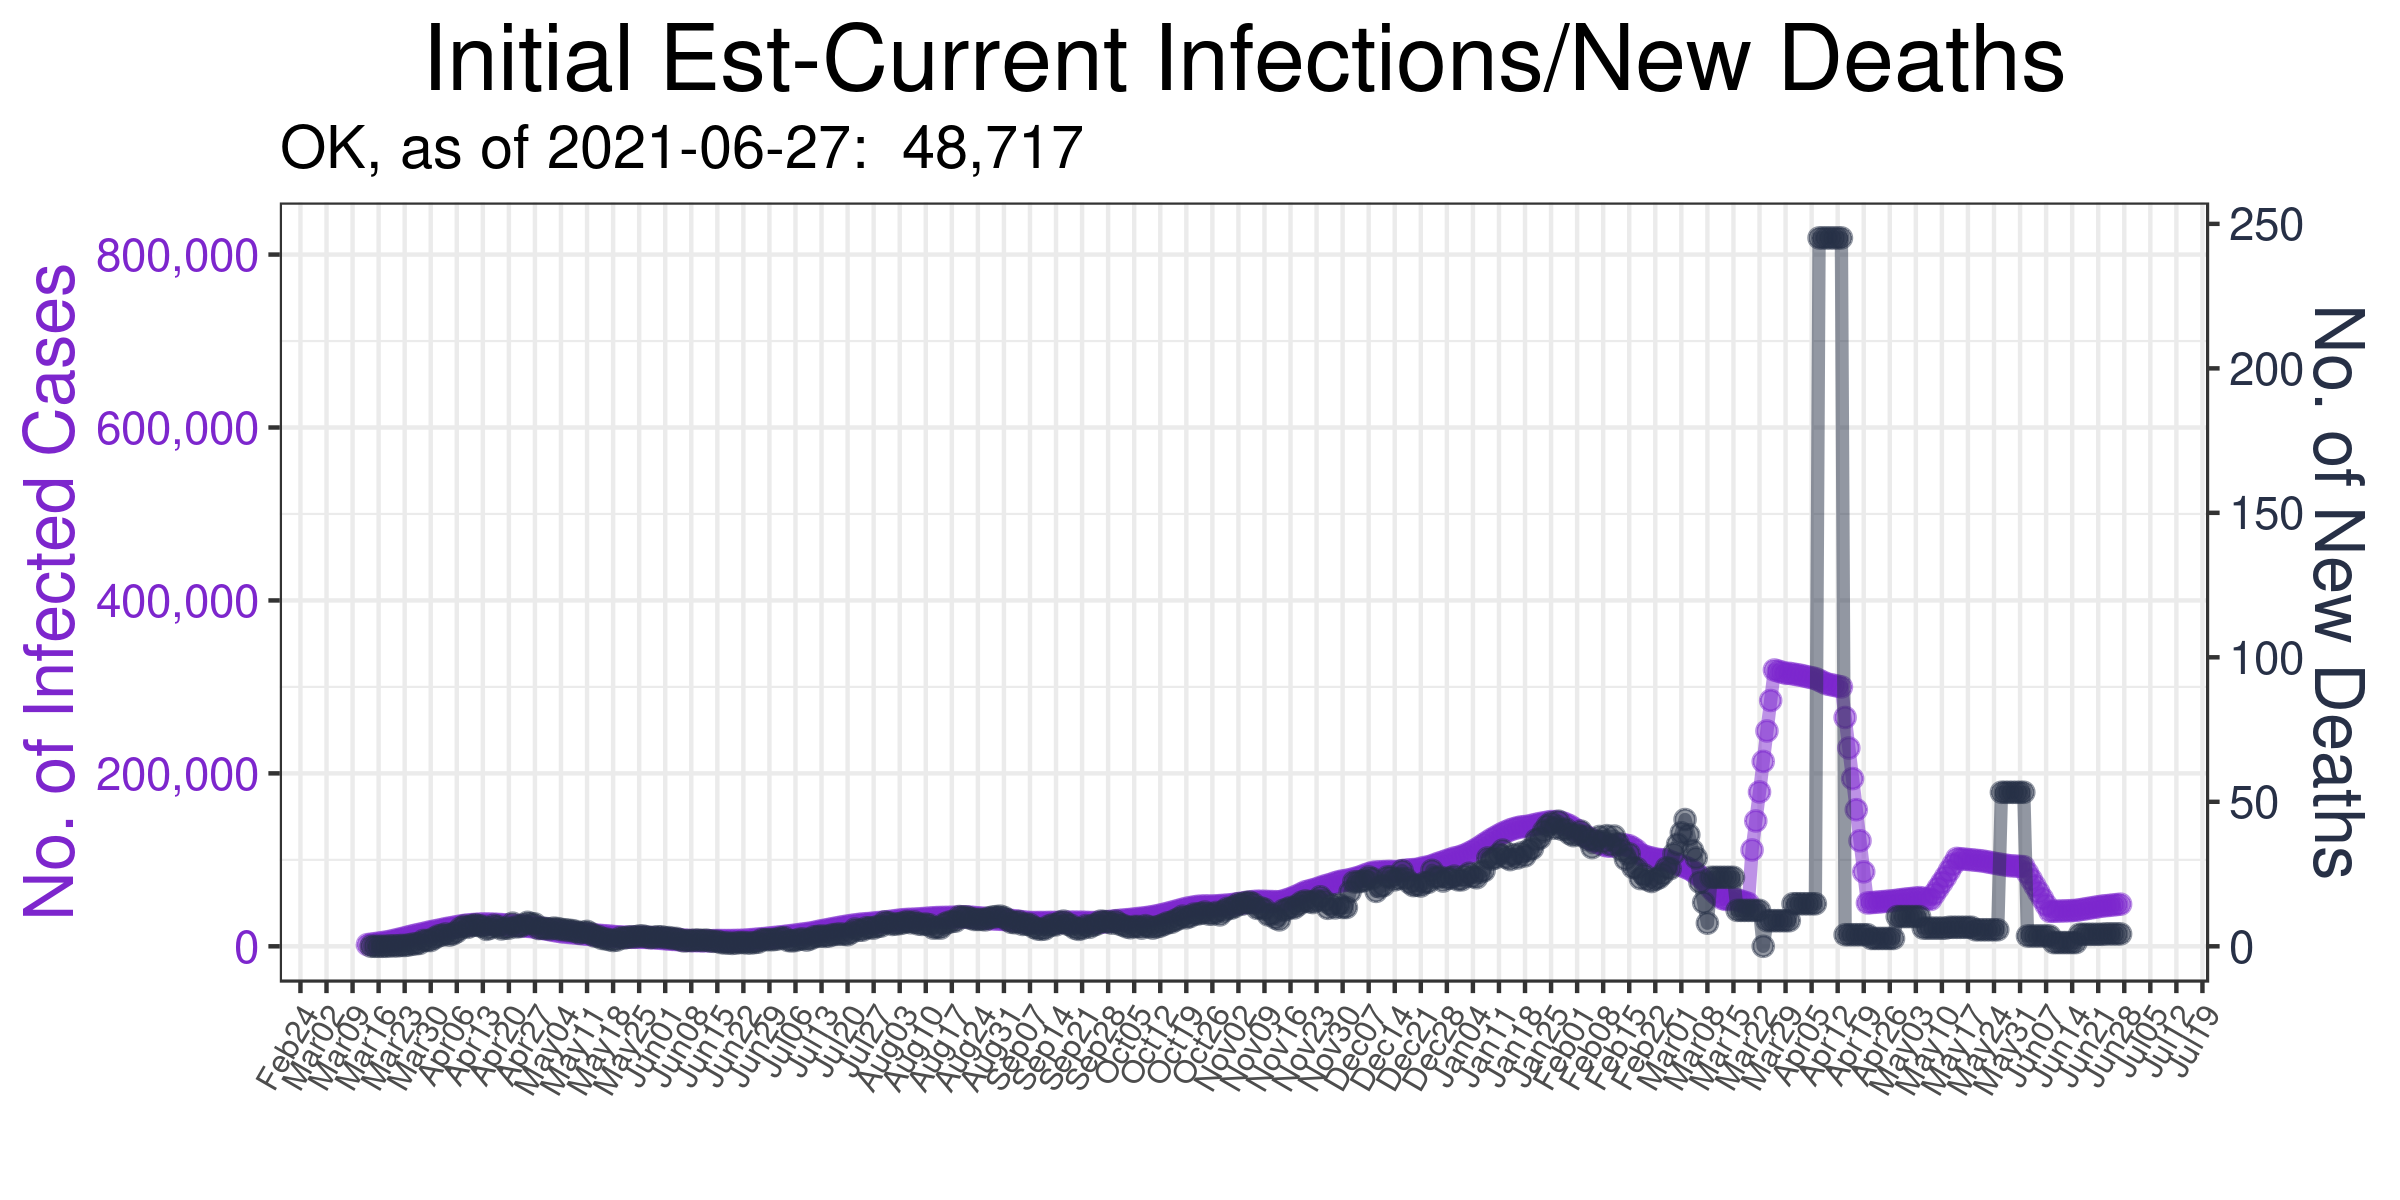 Initial Est-Current Infections/New Deaths
OK, as of 2021-06-27:  48,717
No. of Infected Cases
800,000
600,000
400,000
200,000
0
250
200
150
100
50
0
No. of New Deaths
Feb24
Mar02
Mar09
Mar16
Mar23
Mar30
Apr06
Apr13
Apr20
Apr27
May04
May11
May18
May25
Jun01
Jun08
Jun15
Jun22
Jun29
Jul06
Jul13
Jul20
Jul27
Aug03
Aug10
Aug17
Aug24
Aug31
Sep07
Sep14
Sep21
Sep28
Oct05
Oct12
Oct19
Oct26
Nov02
Nov09
Nov16
Nov23
Nov30
Dec07
Dec14
Dec21
Dec28
Jan04
Jan11
Jan18
Jan25
Feb01
Feb08
Feb15
Feb22
Mar01
Mar08
Mar15
Mar22
Mar29
Apr05
Apr12
Apr19
Apr26
May03
May10
May17
May24
May31
Jun07
Jun14
Jun21
Jun28
Jul05
Jul12
Jul19